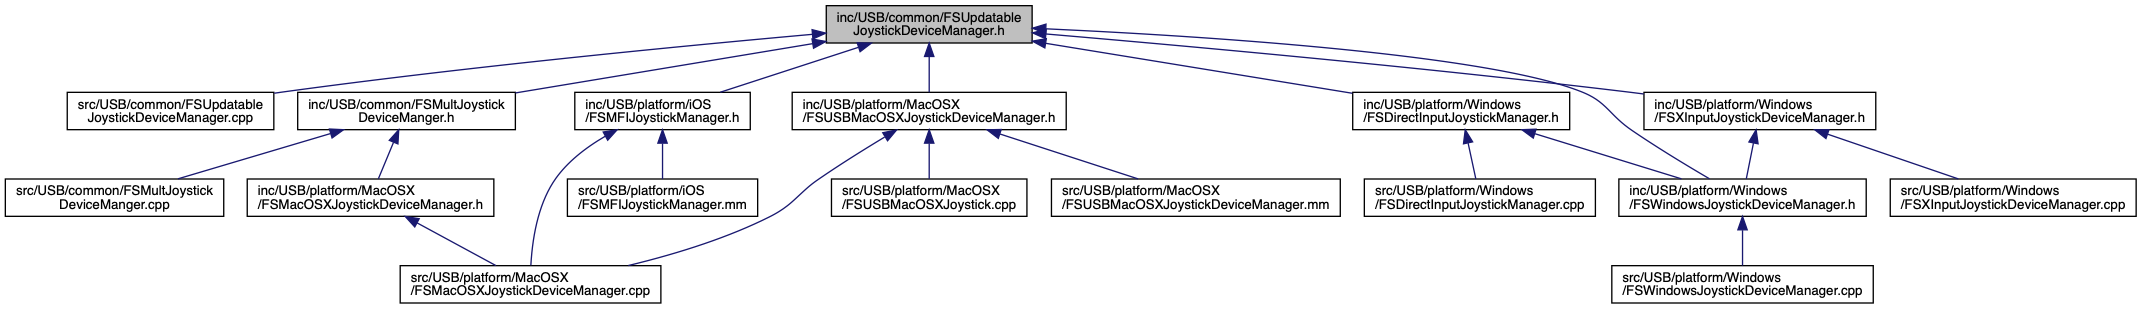 inc/USB/common/FSUpdatable
JoystickDeviceManager.h
src/USB/common/FSUpdatable
JoystickDeviceManager.cpp
inc/USB/common/FSMultJoystick
DeviceManger.h
inc/USB/platform/iOS
/FSMFIJoystickManager.h
inc/USB/platform/MacOSX
/FSUSBMacOSXJoystickDeviceManager.h
inc/USB/platform/Windows
/FSDirectInputJoystickManager.h
inc/USB/platform/Windows
/FSXInputJoystickDeviceManager.h
src/USB/common/FSMultJoystick
DeviceManger.cpp
inc/USB/platform/MacOSX
/FSMacOSXJoystickDeviceManager.h
src/USB/platform/iOS
/FSMFIJoystickManager.mm
src/USB/platform/MacOSX
/FSUSBMacOSXJoystick.cpp
src/USB/platform/MacOSX
/FSUSBMacOSXJoystickDeviceManager.mm
src/USB/platform/Windows
/FSDirectInputJoystickManager.cpp
inc/USB/platform/Windows
/FSWindowsJoystickDeviceManager.h
src/USB/platform/Windows
/FSXInputJoystickDeviceManager.cpp
src/USB/platform/MacOSX
/FSMacOSXJoystickDeviceManager.cpp
src/USB/platform/Windows
/FSWindowsJoystickDeviceManager.cpp